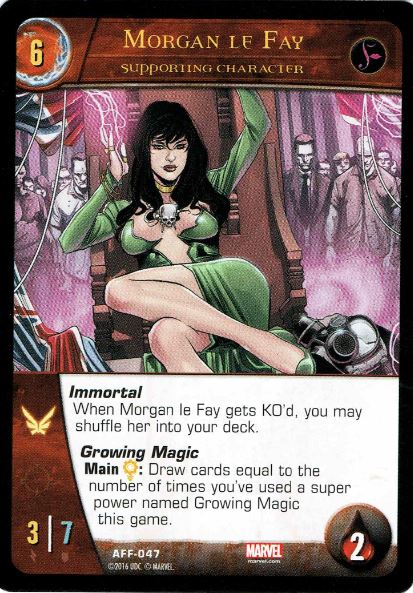 6
MORGAN LE FAY
SUPPORTING CHARACTER
Immortal
When Morgan le Fay gets KO'd, you may
shuffle her into your deck.
Growing Magic
Main : Draw cards equal to the
number of times you've used a super
power named Growing Magic
this game.
3 | 7
2
AFF-047
©2016 UDC © MARVEL.
MARVEL
marvel.com